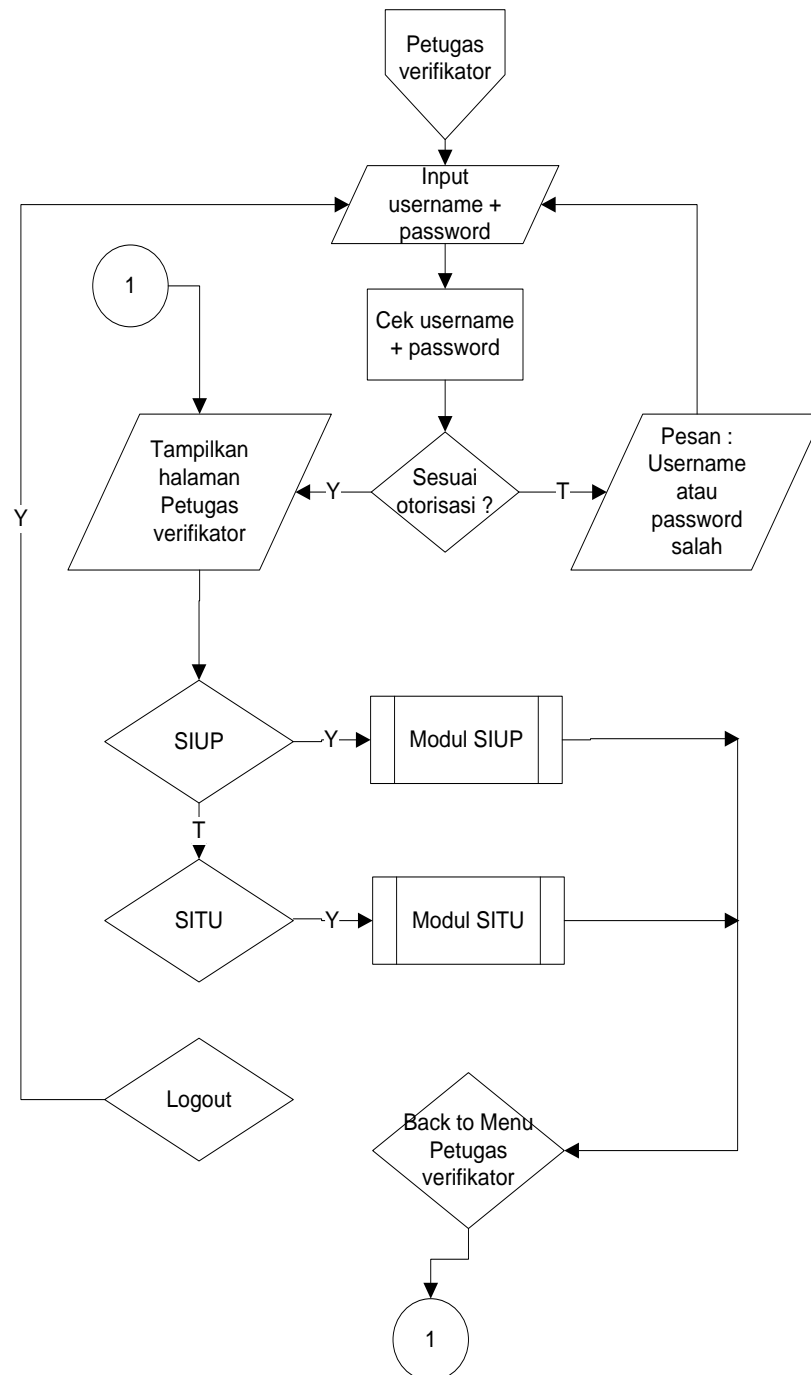 Petugas
verifikator
Input
username +
password
1
Cek username
+ password
Tampilkan
halaman
Petugas
verifikator
Y
Sesuai
otorisasi ?
T
Pesan :
Username
atau
password
salah
Y
SIUP
Y
Modul SIUP
T
SITU
Y
Modul SITU
Logout
Back to Menu
Petugas
verifikator
1